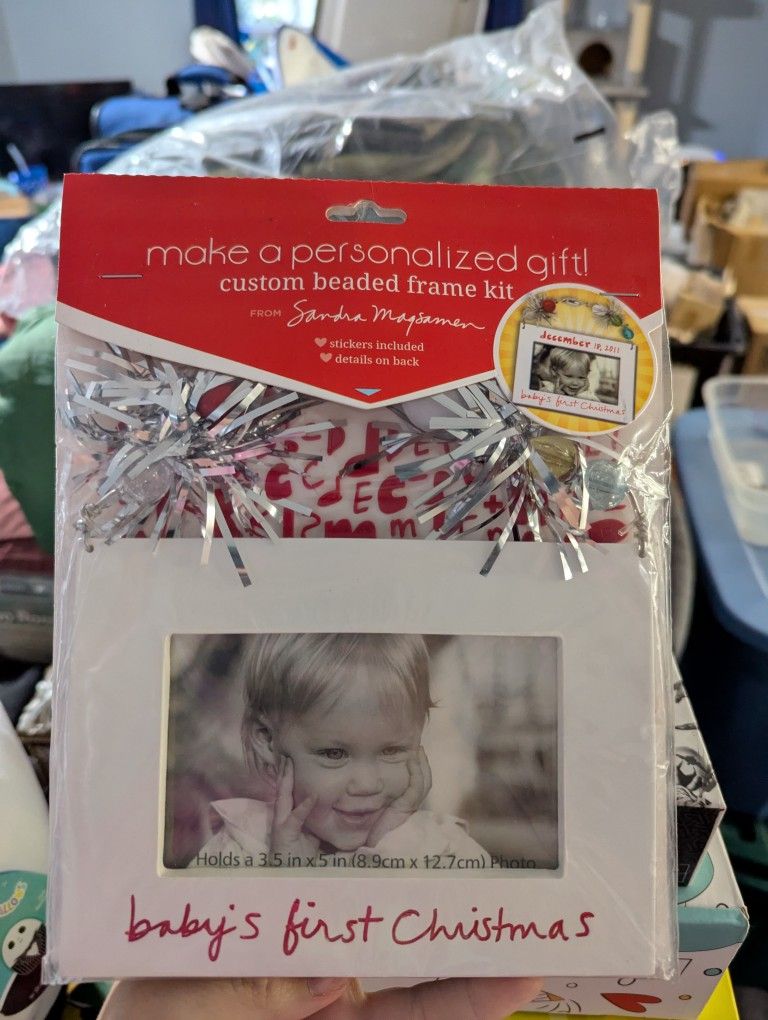 make a personalized gift!
custom beaded frame kit
FROM Sandra Magsamen
stickers included
details on back
december 18, 2011
baby's first Christmas
Holds a 3.5 in x 5 in (8.9cm x 12.7cm) Photo
baby's first Christmas